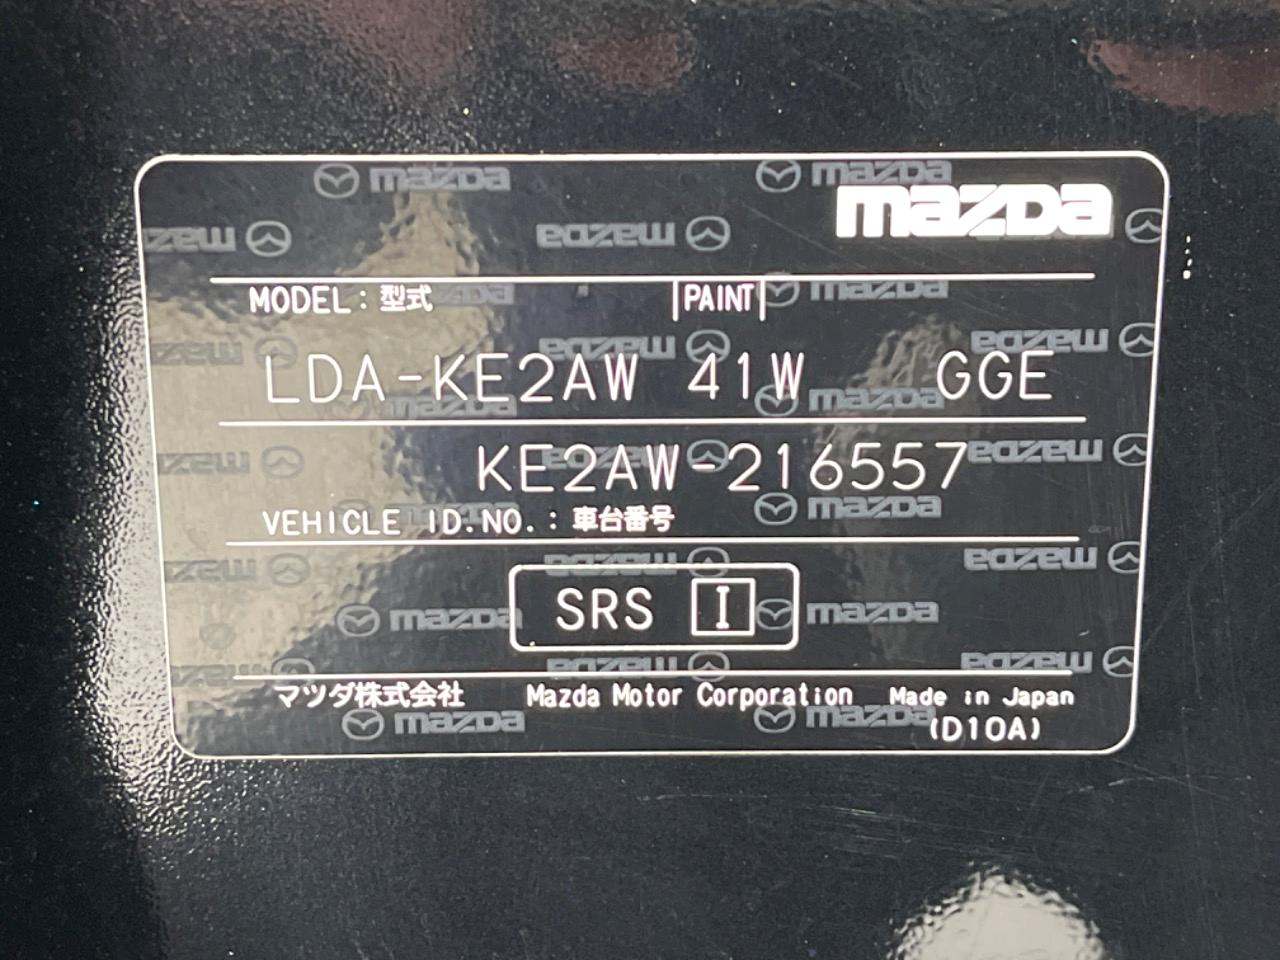 mazda
MODEL : 型式 PAINT
LDA-KE2AW 41W GGE
KE2AW-216557
VEHICLE ID.NO. : 車台番号
SRS I
マツダ株式会社 Mazda Motor Corporation Made in Japan
(D10A)